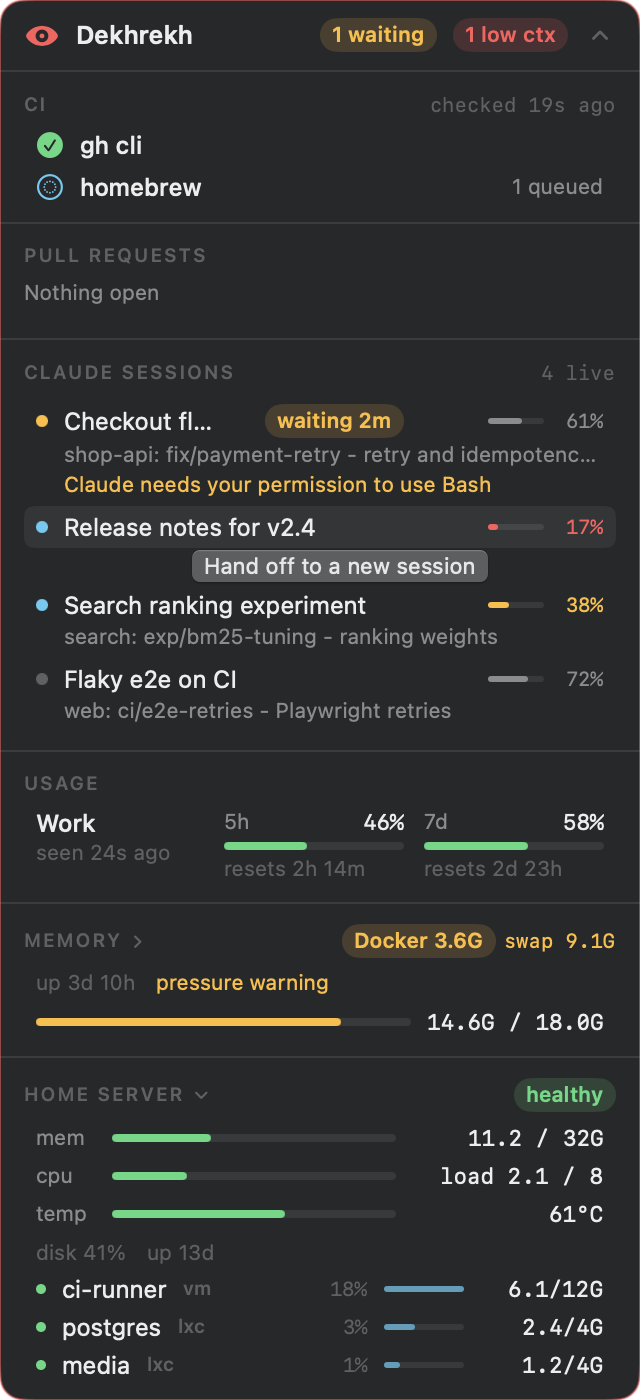 Dekhrekh 1 waiting 1 low ctx
CI checked 19s ago
gh cli
homebrew 1 queued
PULL REQUESTS
Nothing open
CLAUDE SESSIONS 4 live
Checkout fl... waiting 2m 61%
shop-api: fix/payment-retry - retry and idempotenc...
Claude needs your permission to use Bash
Release notes for v2.4 17%
Hand off to a new session
Search ranking experiment 38%
search: exp/bm25-tuning - ranking weights
Flaky e2e on CI 72%
web: ci/e2e-retries - Playwright retries
USAGE
Work 5h 46% 7d 58%
seen 24s ago resets 2h 14m resets 2d 23h
MEMORY Docker 3.6G swap 9.1G
up 3d 10h pressure warning
14.6G / 18.0G
HOME SERVER healthy
mem 11.2 / 32G
cpu load 2.1 / 8
temp 61°C
disk 41% up 13d
ci-runner vm 18% 6.1/12G
postgres lxc 3% 2.4/4G
media lxc 1% 1.2/4G